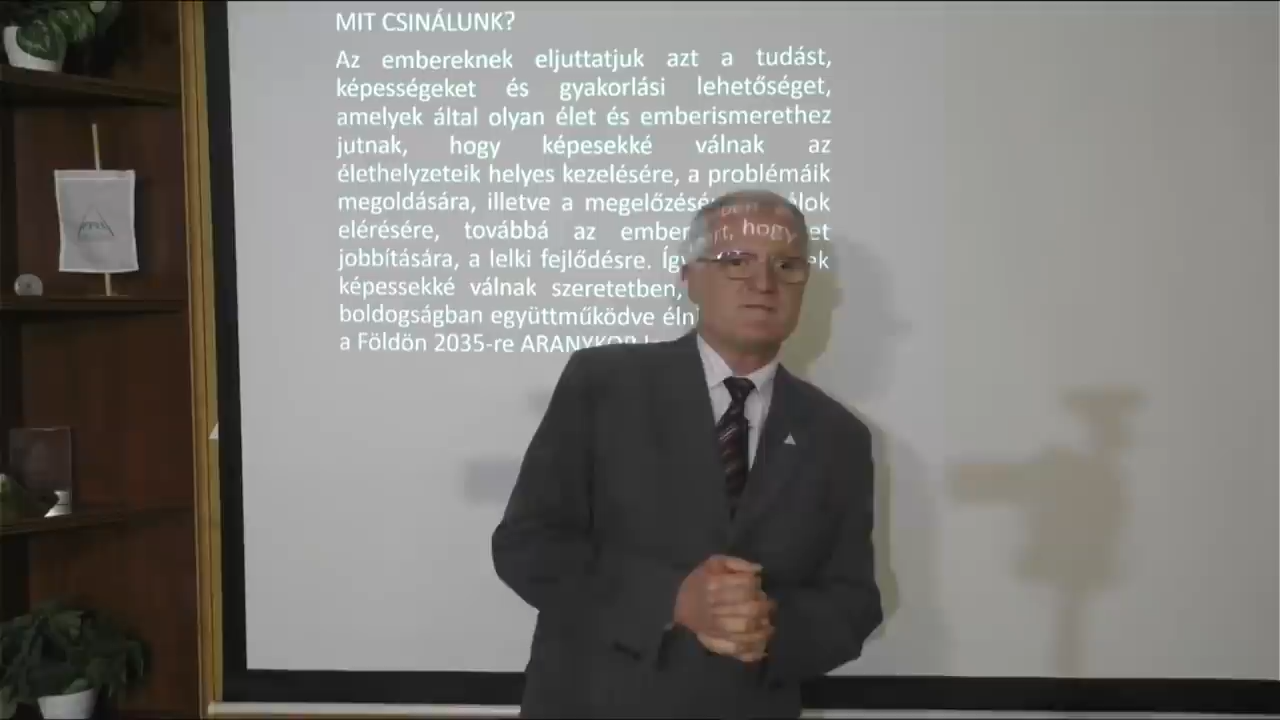 MIT CSINÁLUNK?
Az embereknek eljuttatjuk azt a tudást,
képességeket és gyakorlási lehetőséget,
amelyek által olyan élet és emberismerethez
jutnak, hogy képesekké válnak az
élethelyzeteik helyes kezelésére, a problémáik
megoldására, illetve a
elérésére, továbbá az hogy
jobbítására, a lelki fejlődésre.
képessekké válnak szeretetben,
boldogságban együttműködve
a Földön 2035-re